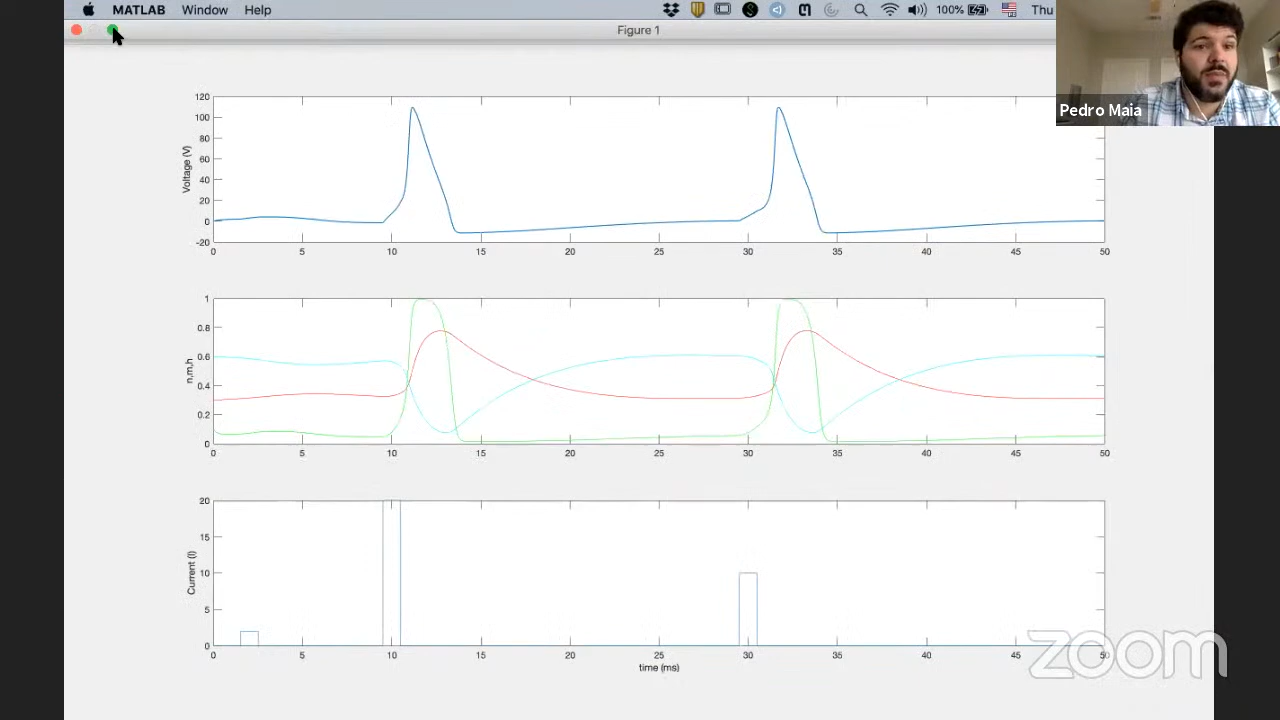 MATLAB Window Help 100% Thu
Figure 1
Pedro Maia
120
100
80
60
40
20
0
-20
Voltage (V)
0 5 10 15 20 25 30 35 40 45 50
1
0.8
0.6
0.4
0.2
0
n,m,h
0 5 10 15 20 25 30 35 40 45 50
20
15
10
5
0
Current (I)
0 5 10 15 20 25 30 35 40 45 50
time (ms)
zoom